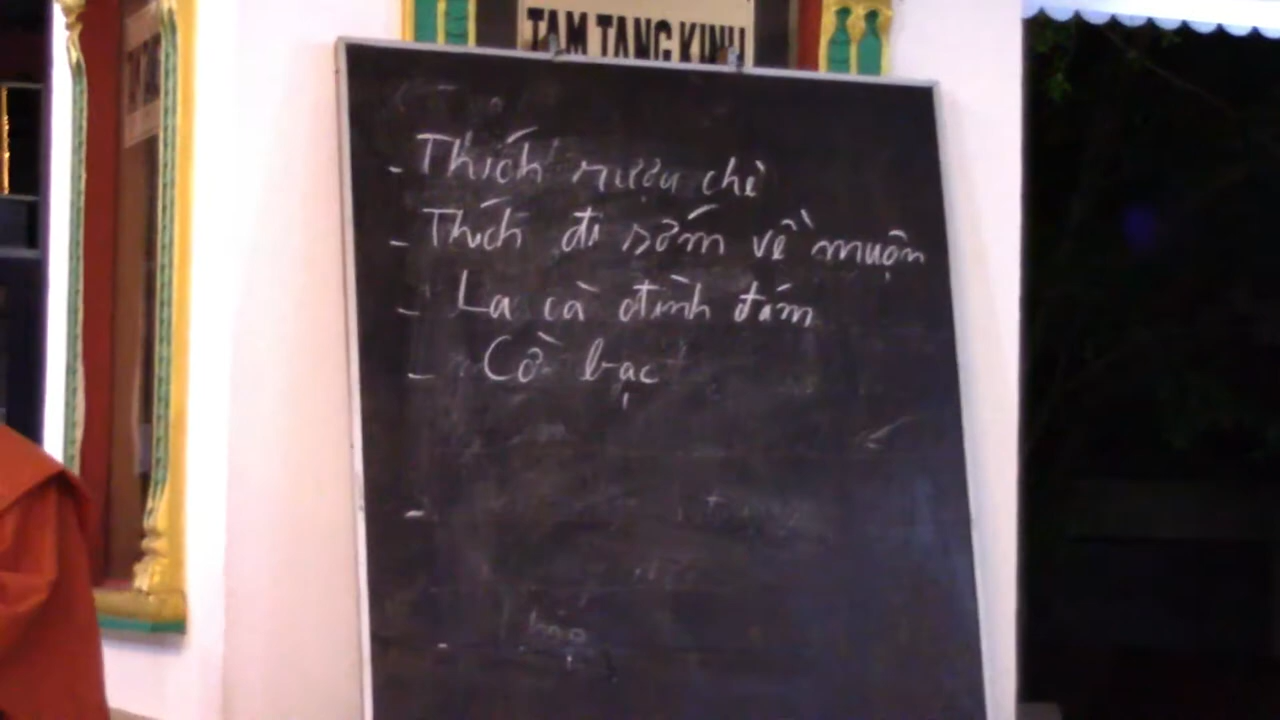 TAM TANG KINH
- Thích rượu chè
- Thích đi sớm về muộn
- La cà đình đám
- Cờ bạc
-
-